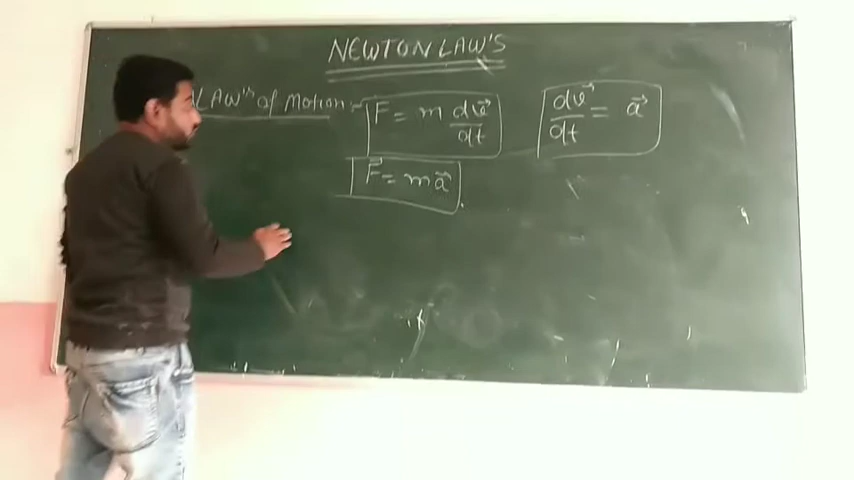 NEWTON LAW'S
LAW's of Motion :- F⃗ = m dv⃗/dt   dv⃗/dt = a⃗
F⃗ = ma⃗.